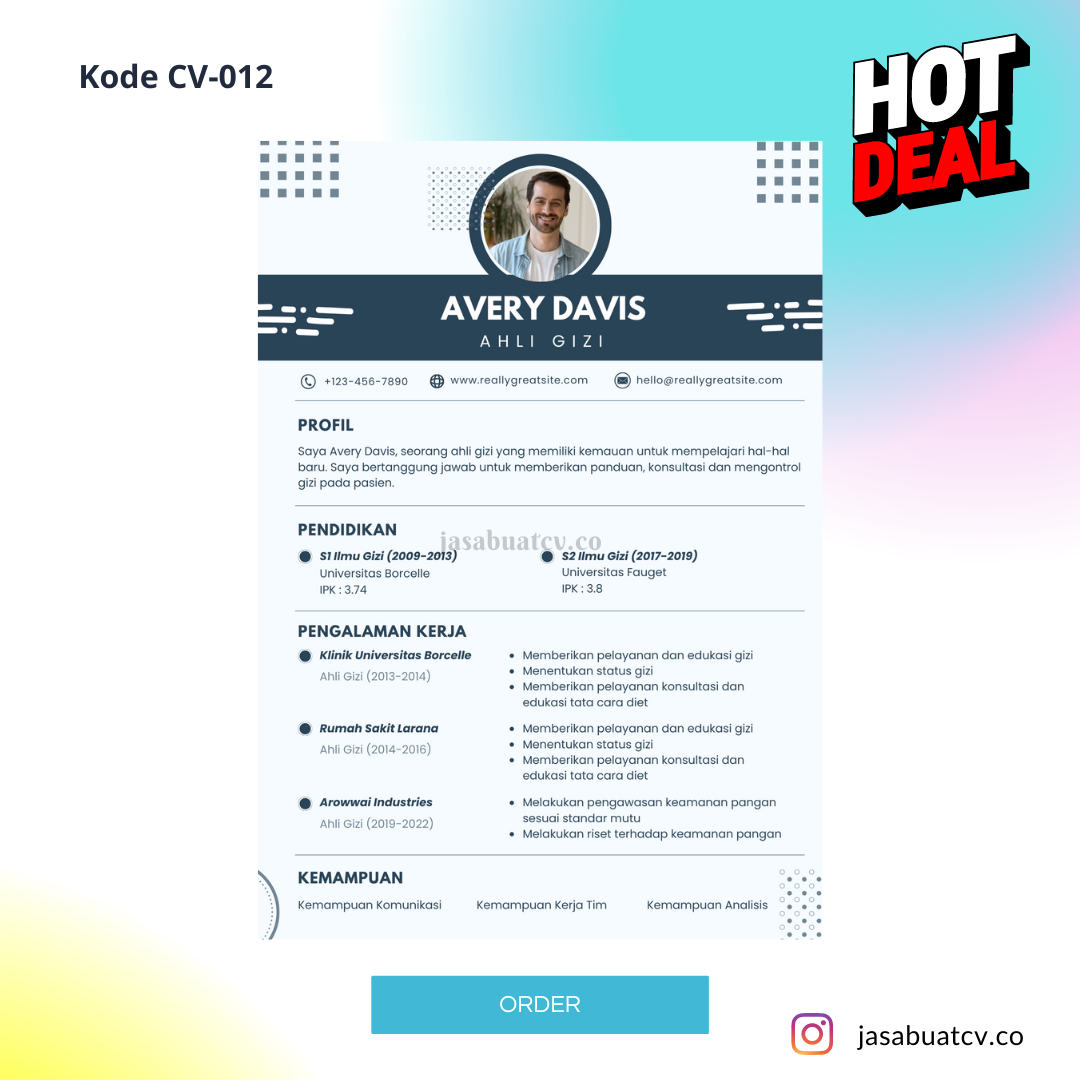 Kode CV-012
HOT
DEAL
AVERY DAVIS
AHLI GIZI
+123-456-7890
www.reallygreatsite.com
hello@reallygreatsite.com
PROFIL
Saya Avery Davis, seorang ahli gizi yang memiliki kemauan untuk mempelajari hal-hal
baru. Saya bertanggung jawab untuk memberikan panduan, konsultasi dan mengontrol
gizi pada pasien.
PENDIDIKAN
jasabuatcv.co
S1 Ilmu Gizi (2009-2013)
Universitas Borcelle
IPK : 3.74
S2 Ilmu Gizi (2017-2019)
Universitas Fauget
IPK : 3.8
PENGALAMAN KERJA
Klinik Universitas Borcelle
Ahli Gizi (2013-2014)
• Memberikan pelayanan dan edukasi gizi
• Menentukan status gizi
• Memberikan pelayanan konsultasi dan
edukasi tata cara diet
Rumah Sakit Larana
Ahli Gizi (2014-2016)
• Memberikan pelayanan dan edukasi gizi
• Menentukan status gizi
• Memberikan pelayanan konsultasi dan
edukasi tata cara diet
Arowwai Industries
Ahli Gizi (2019-2022)
• Melakukan pengawasan keamanan pangan
sesuai standar mutu
• Melakukan riset terhadap keamanan pangan
KEMAMPUAN
Kemampuan Komunikasi
Kemampuan Kerja Tim
Kemampuan Analisis
ORDER
jasabuatcv.co